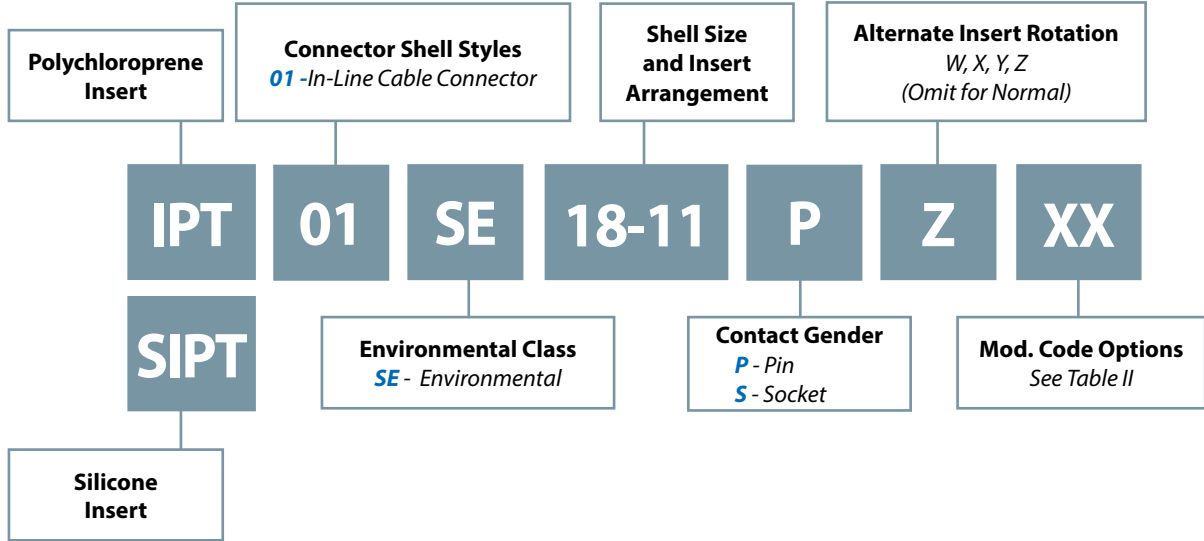 Polychloroprene
Insert
Connector Shell Styles
01 -In-Line Cable Connector
Shell Size
and Insert
Arrangement
Alternate Insert Rotation
W, X, Y, Z
(Omit for Normal)
IPT
01
SE
18-11
P
Z
XX
SIPT
Environmental Class
SE - Environmental
Contact Gender
P - Pin
S - Socket
Mod. Code Options
See Table II
Silicone
Insert